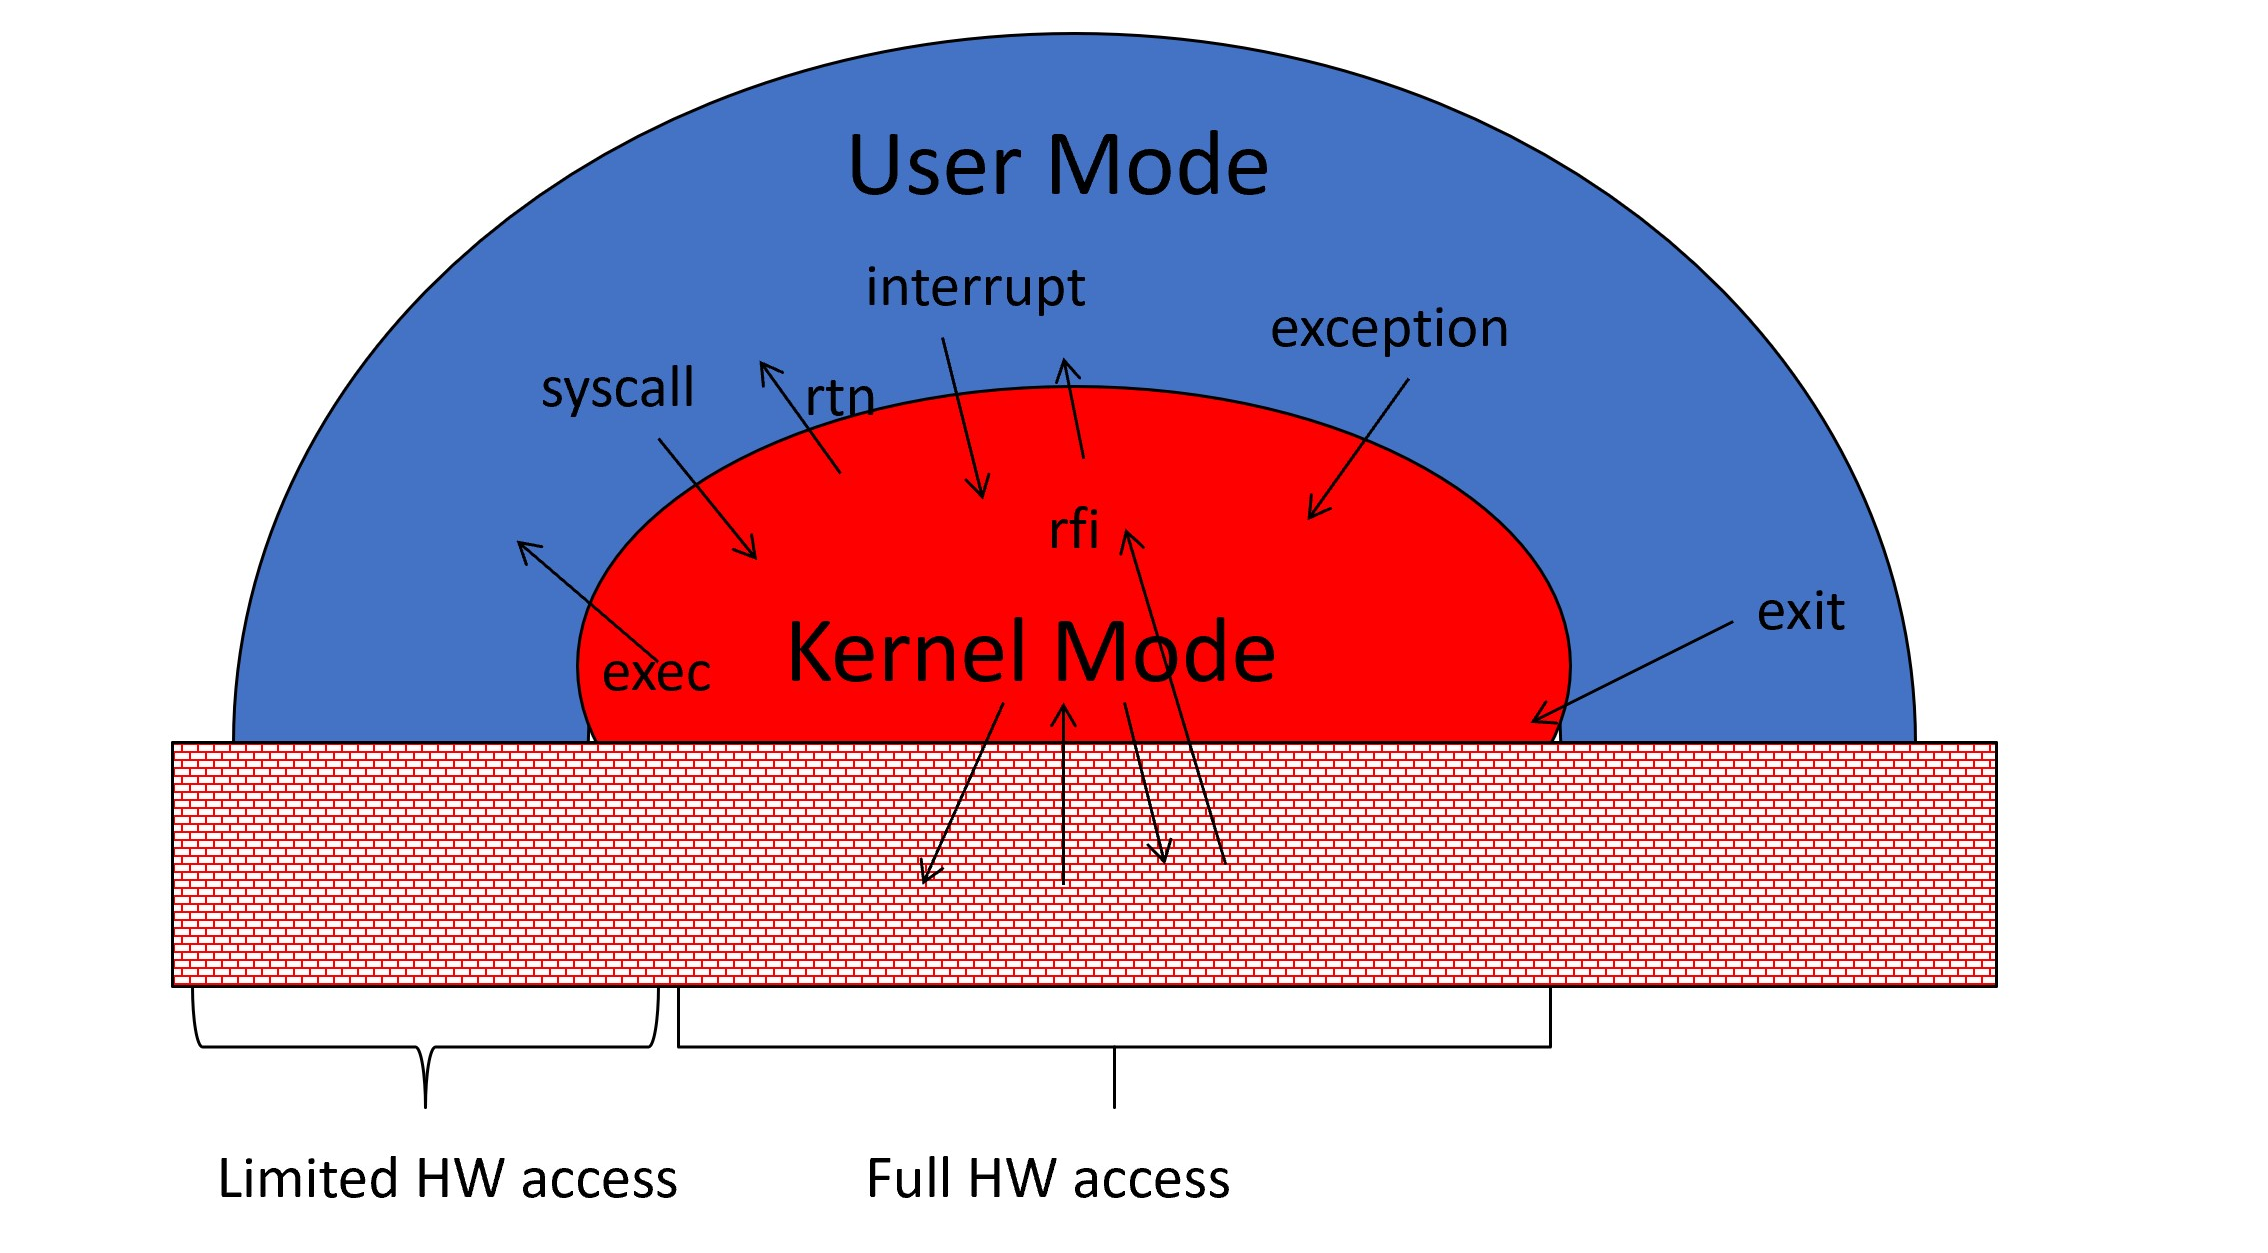 User Mode
interrupt
exception
syscall
rtn
rfi
exit
Kernel Mode
exec
Limited HW access
Full HW access